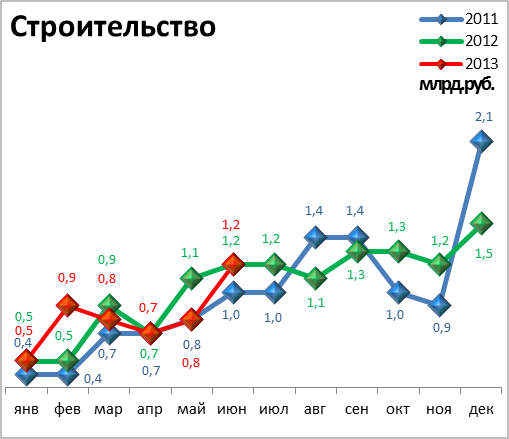 Строительство
2011
2012
2013
млрд.руб.
2,1
1,4 1,4
1,2 1,3
0,9 1,1 1,2 1,2 1,2
0,9 0,8
0,5 0,7 1,1 1,3 1,5
0,5 0,5 1,0 1,0 1,0 0,9
0,4 0,7 0,7 0,8
0,4 0,7 0,8
янв фев мар апр май июн июл авг сен окт ноя дек